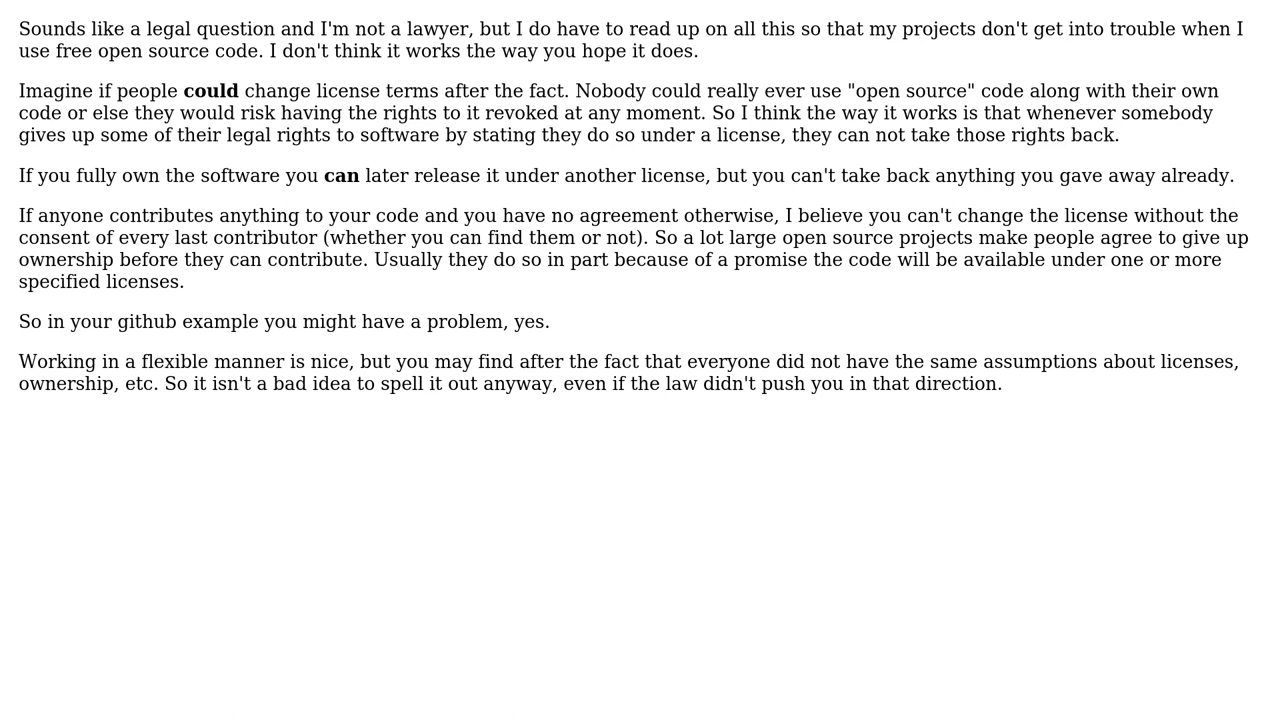 Sounds like a legal question and I'm not a lawyer, but I do have to read up on all this so that my projects don't get into trouble when I
use free open source code. I don't think it works the way you hope it does.
Imagine if people could change license terms after the fact. Nobody could really ever use "open source" code along with their own
code or else they would risk having the rights to it revoked at any moment. So I think the way it works is that whenever somebody
gives up some of their legal rights to software by stating they do so under a license, they can not take those rights back.
If you fully own the software you can later release it under another license, but you can't take back anything you gave away already.
If anyone contributes anything to your code and you have no agreement otherwise, I believe you can't change the license without the
consent of every last contributor (whether you can find them or not). So a lot large open source projects make people agree to give up
ownership before they can contribute. Usually they do so in part because of a promise the code will be available under one or more
specified licenses.
So in your github example you might have a problem, yes.
Working in a flexible manner is nice, but you may find after the fact that everyone did not have the same assumptions about licenses,
ownership, etc. So it isn't a bad idea to spell it out anyway, even if the law didn't push you in that direction.